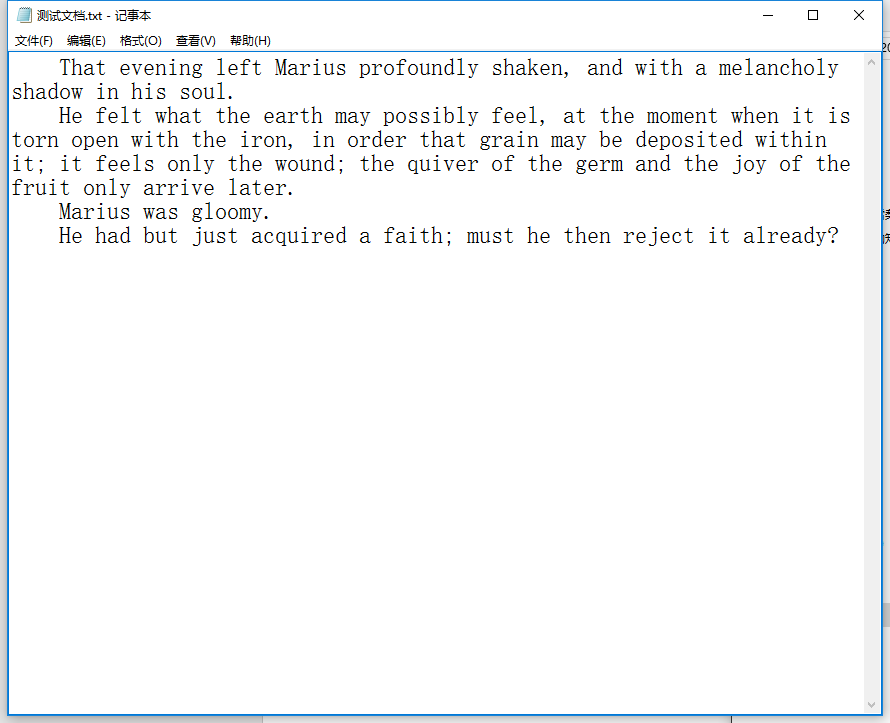 测试文档.txt - 记事本
文件(F) 编辑(E) 格式(O) 查看(V) 帮助(H)
That evening left Marius profoundly shaken, and with a melancholy
shadow in his soul.
He felt what the earth may possibly feel, at the moment when it is
torn open with the iron, in order that grain may be deposited within
it; it feels only the wound; the quiver of the germ and the joy of the
fruit only arrive later.
Marius was gloomy.
He had but just acquired a faith; must he then reject it already?